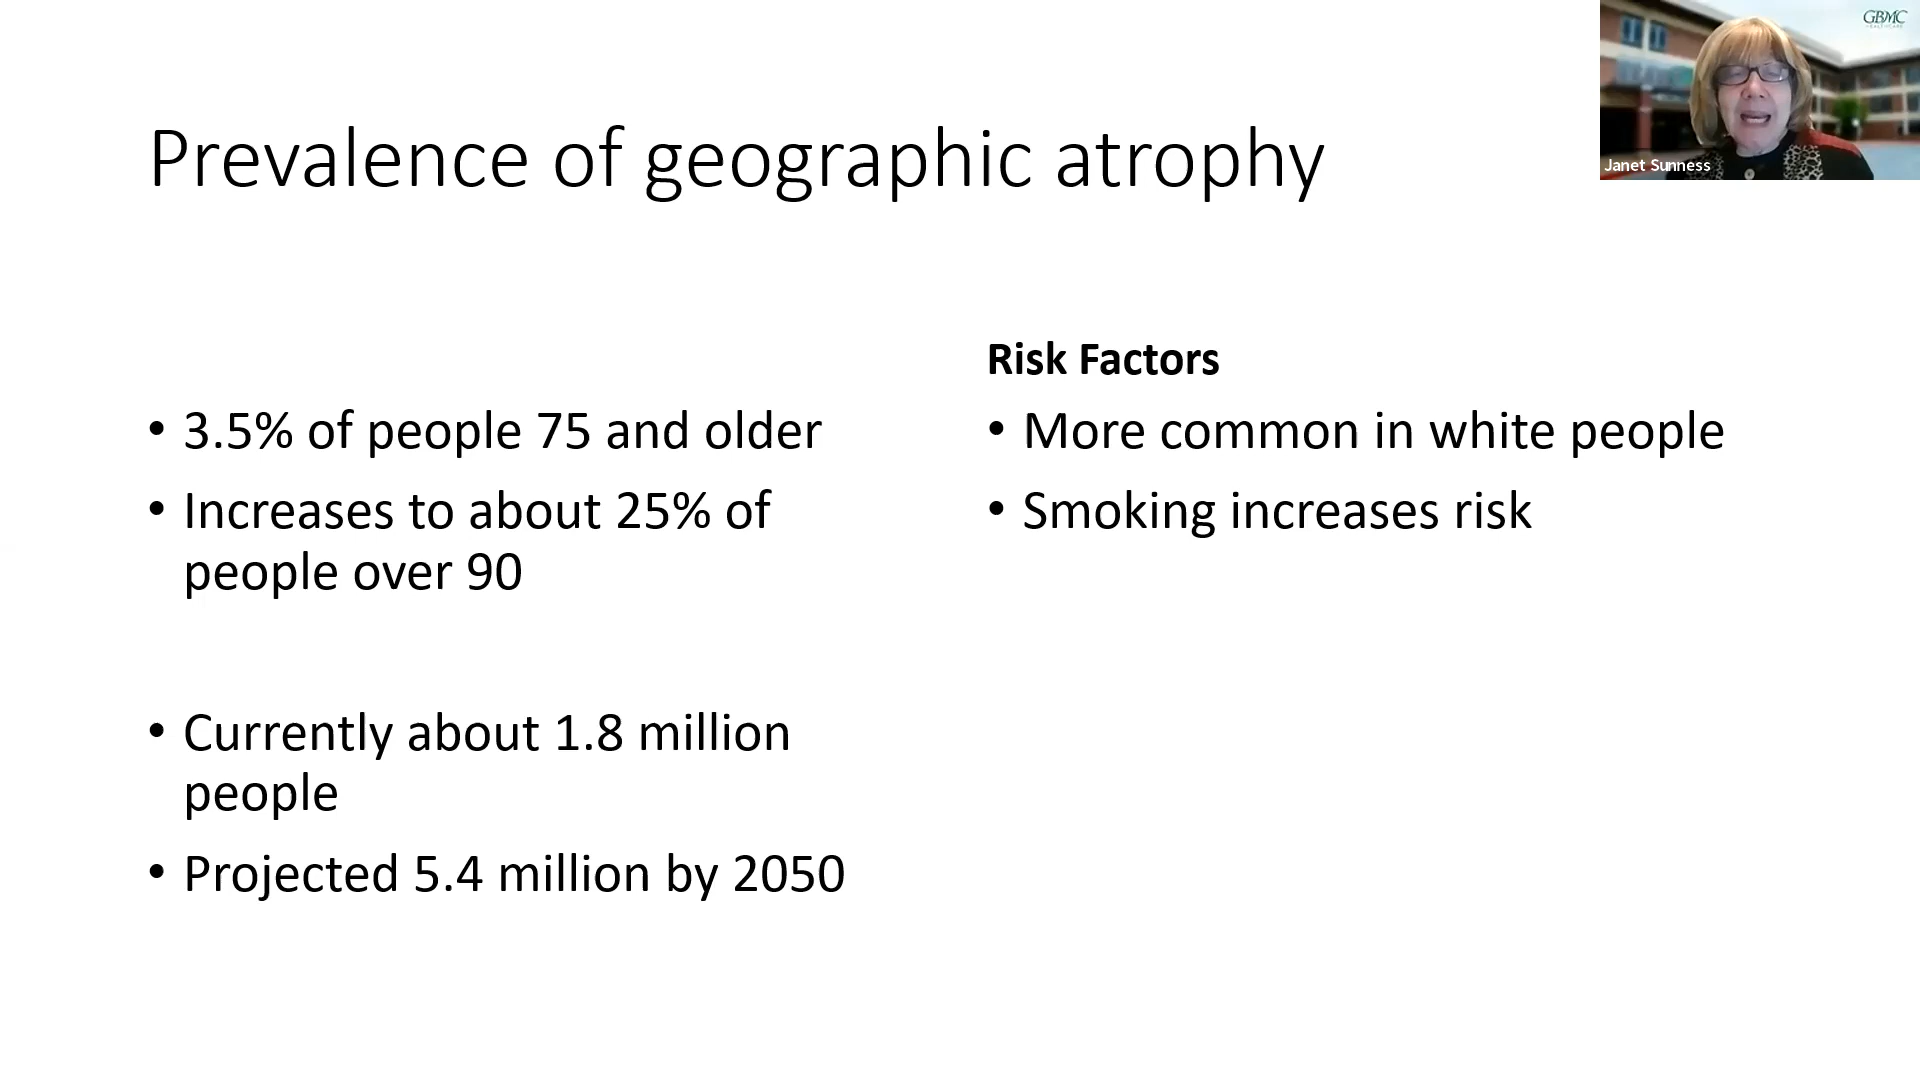 Prevalence of geographic atrophy
GBMC
HEALTHCARE
Janet Sunness
• 3.5% of people 75 and older
• Increases to about 25% of
people over 90
• Currently about 1.8 million
people
• Projected 5.4 million by 2050
Risk Factors
• More common in white people
• Smoking increases risk